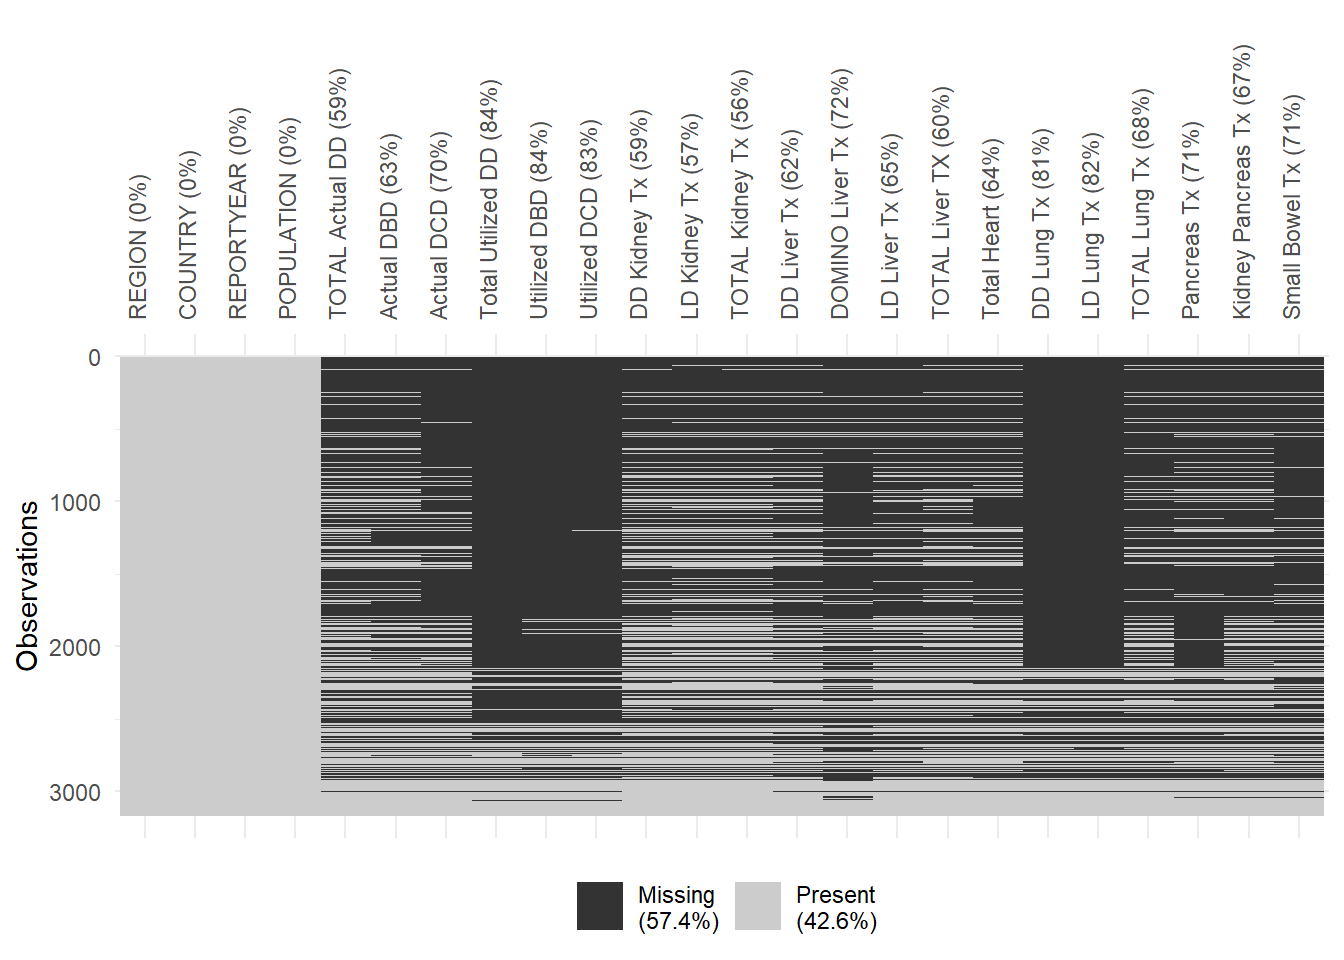 REGION (0%)
COUNTRY (0%)
REPORTYEAR (0%)
POPULATION (0%)
TOTAL Actual DD (59%)
Actual DBD (63%)
Actual DCD (70%)
Total Utilized DD (84%)
Utilized DBD (84%)
Utilized DCD (83%)
DD Kidney Tx (59%)
LD Kidney Tx (57%)
TOTAL Kidney Tx (56%)
DD Liver Tx (62%)
DOMINO Liver Tx (72%)
LD Liver Tx (65%)
TOTAL Liver TX (60%)
Total Heart (64%)
DD Lung Tx (81%)
LD Lung Tx (82%)
TOTAL Lung Tx (68%)
Pancreas Tx (71%)
Kidney Pancreas Tx (67%)
Small Bowel Tx (71%)
0
1000
2000
3000
Observations
Missing
(57.4%)
Present
(42.6%)